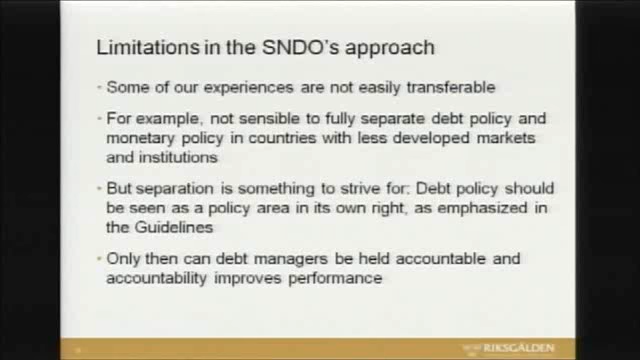 Limitations in the SNDO's approach
• Some of our experiences are not easily transferable
• For example, not sensible to fully separate debt policy and
monetary policy in countries with less developed markets
and institutions
• But separation is something to strive for: Debt policy should
be seen as a policy area in its own right, as emphasized in
the Guidelines
• Only then can debt managers be held accountable and
accountability improves performance
RIKSGÄLDEN